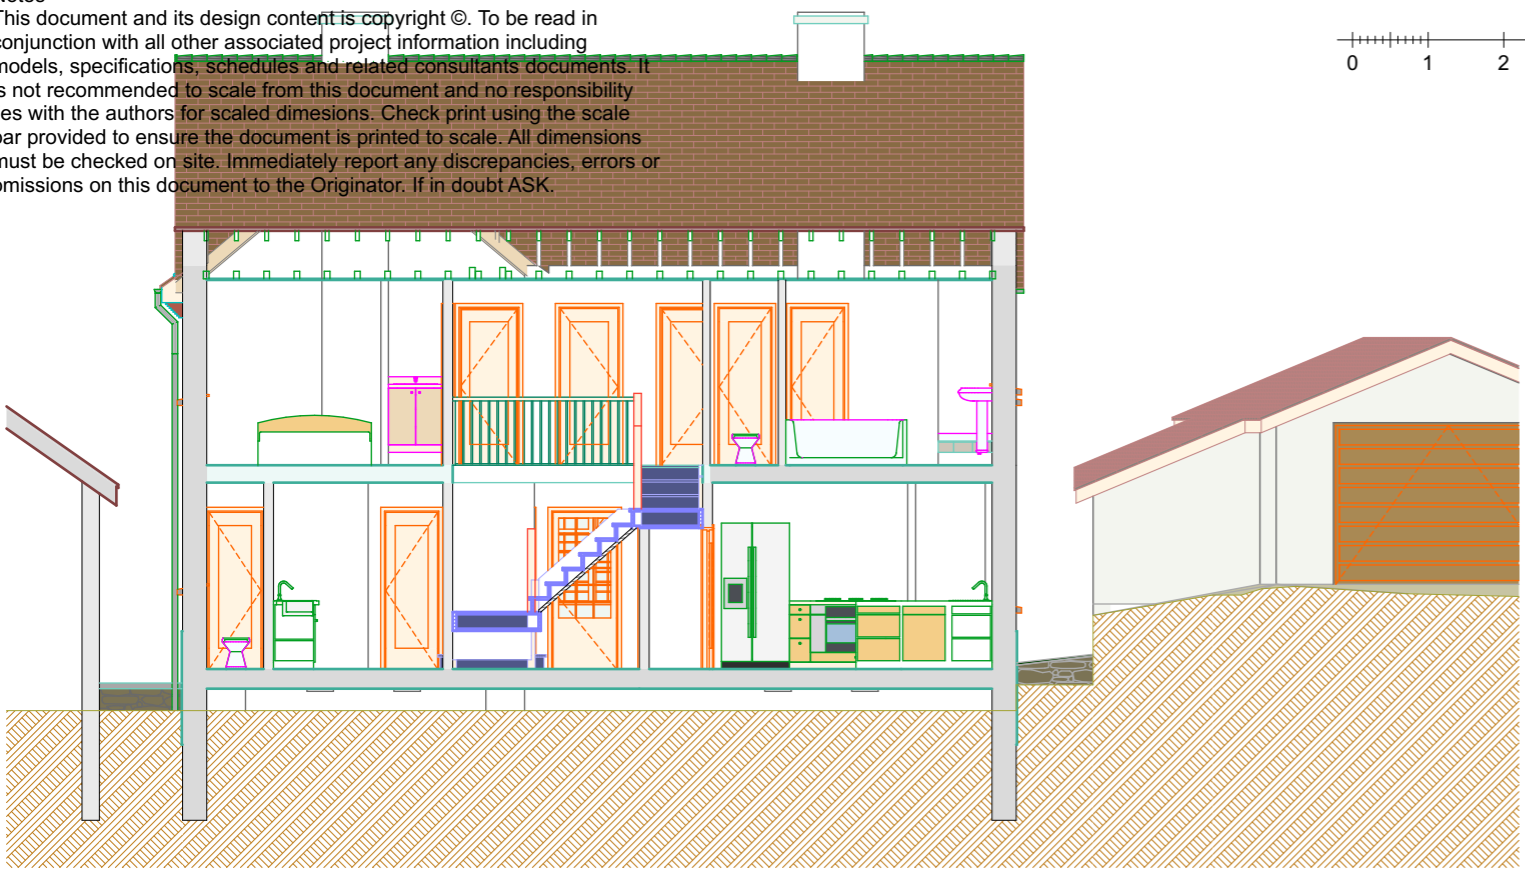 This document and its design content is copyright ©. To be read in
conjunction with all other associated project information including
models, specifications, schedules and related consultants documents. It
is not recommended to scale from this document and no responsibility
lies with the authors for scaled dimesions. Check print using the scale
bar provided to ensure the document is printed to scale. All dimensions
must be checked on site. Immediately report any discrepancies, errors or
omissions on this document to the Originator. If in doubt ASK.
0 1 2